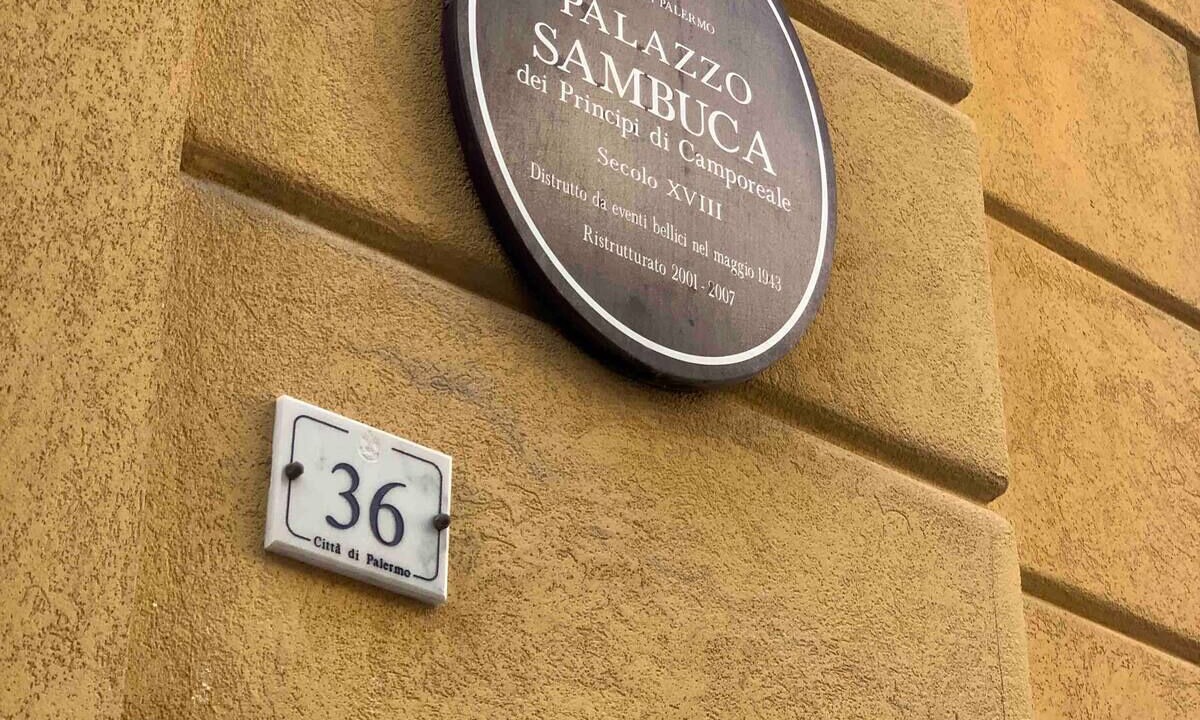 PALERMO
PALAZZO
SAMBUCA
dei Principi di Camporeale
Secolo XVIII
Distrutto da eventi bellici nel maggio 1943
Ristrutturato 2001 - 2007
36
Città di Palermo